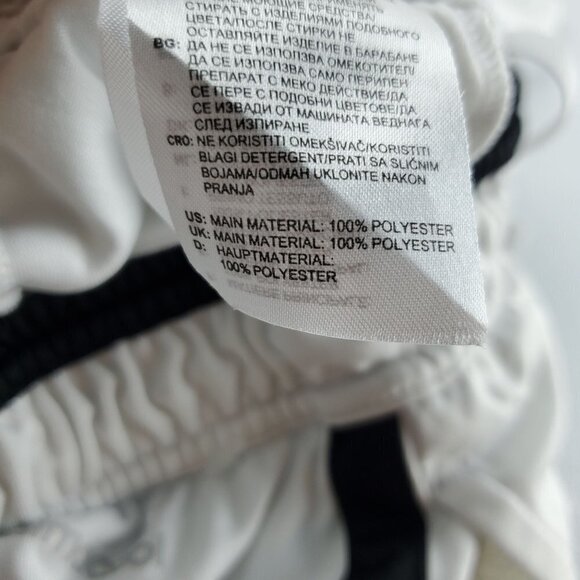 СТИРАТЬ С ИЗДЕЛИЯМИ ПОДОБНОГО
ЦВЕТА/ПОСЛЕ СТИРКИ НЕ
ОСТАВЛЯЙТЕ ИЗДЕЛИЕ В БАРАБАНЕ
BG: ДА НЕ СЕ ИЗПОЛЗВА ОМЕКОТИТЕЛ/
ДА СЕ ИЗПОЛЗВА САМО ПЕРИЛЕН
ПРЕПАРАТ С МЕКО ДЕЙСТВИЕ/ДА
СЕ ПЕРЕ С ПОДОБНИ ЦВЕТОВЕ/ДА
СЕ ИЗВАДИ ОТ МАШИНАТА ВЕДНАГА
СЛЕД ИЗПИРАНЕ
CRO: NE KORISTITI OMEKŠIVAČ/KORISTITI
BLAGI DETERGENT/PRATI SA SLIČNIM
BOJAMA/ODMAH UKLONITE NAKON
PRANJA
US: MAIN MATERIAL: 100% POLYESTER
UK: MAIN MATERIAL: 100% POLYESTER
D: HAUPTMATERIAL:
100% POLYESTER